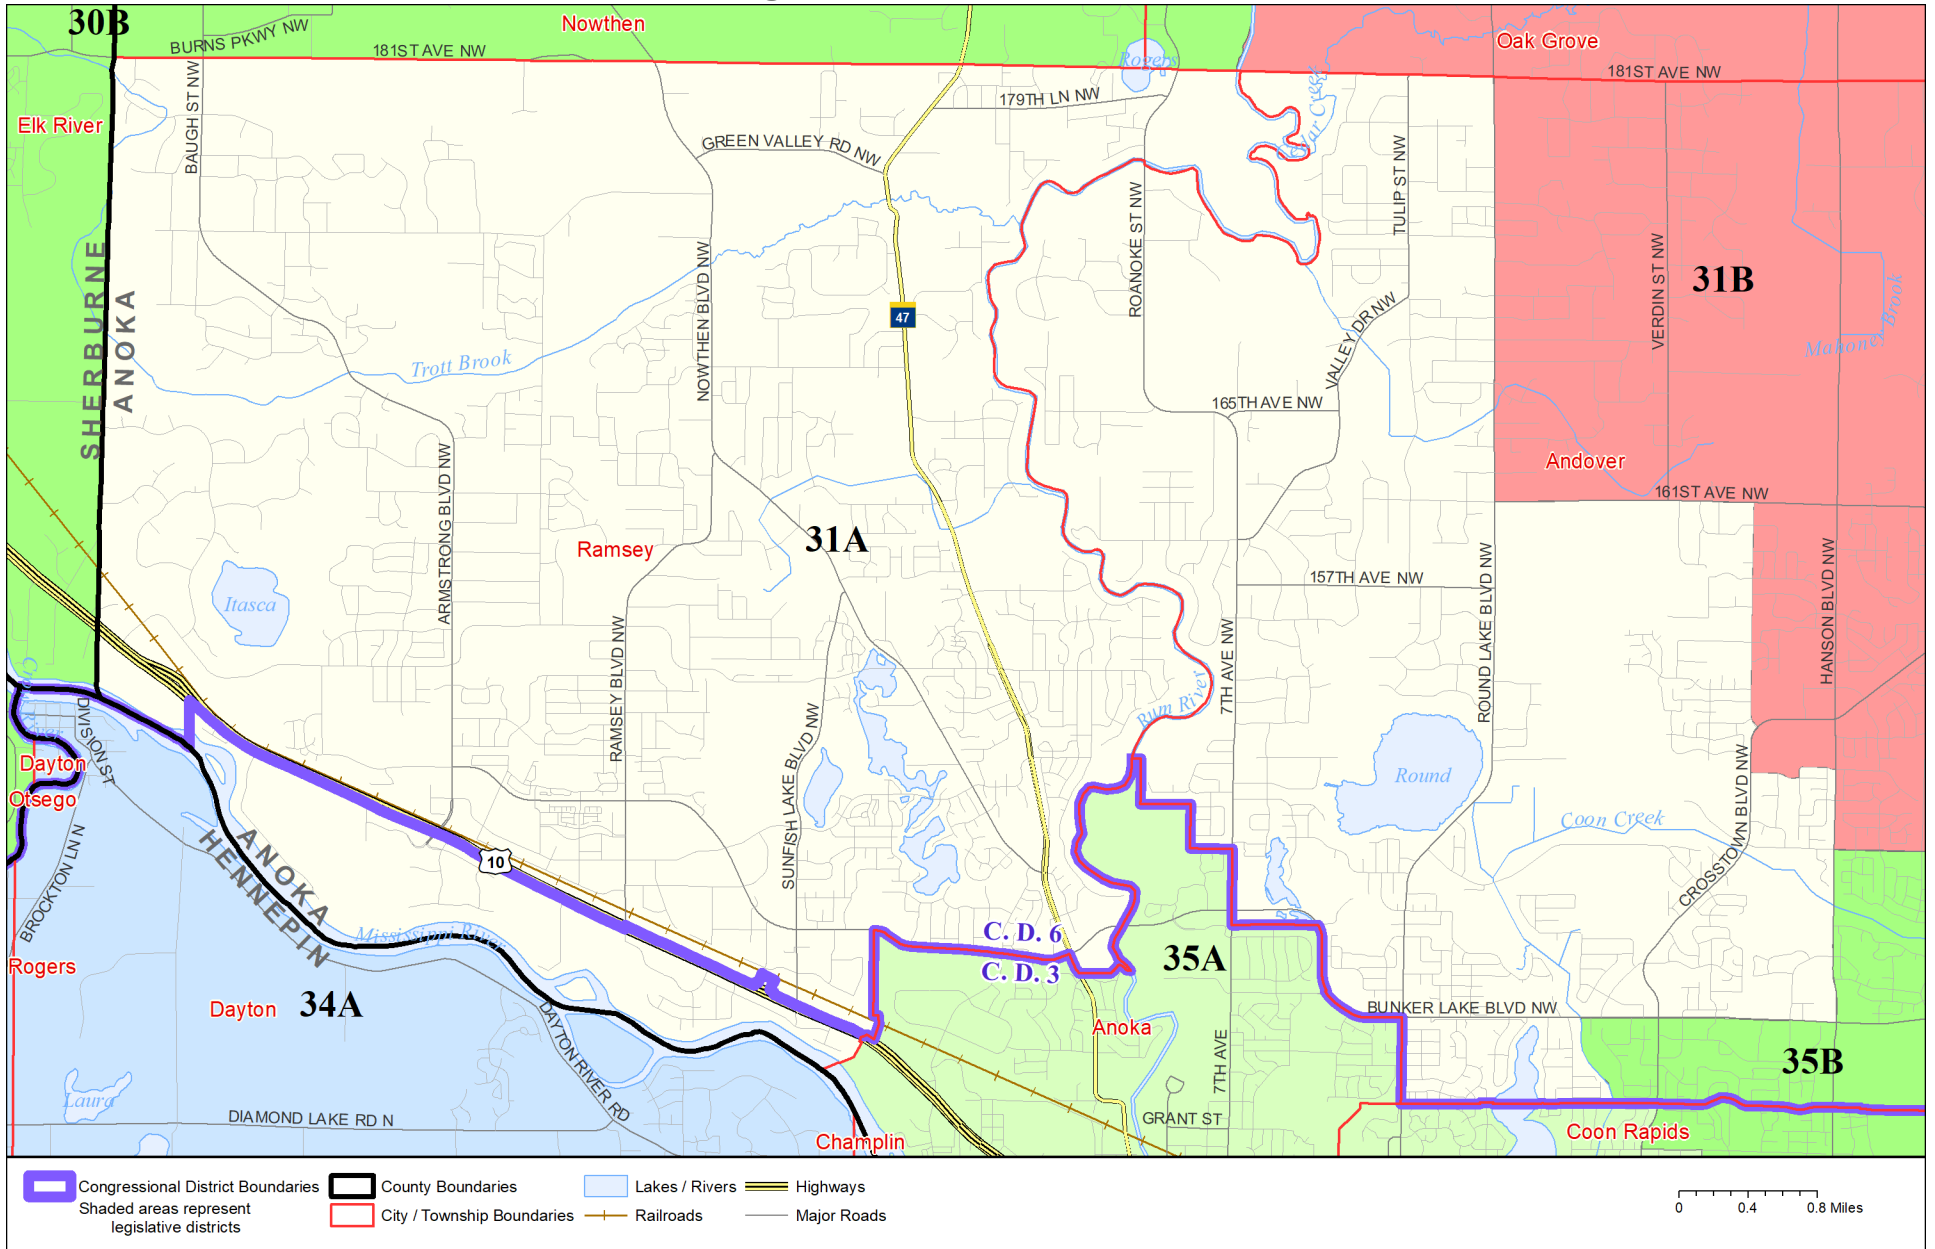 30B
BURNS PKWY NW
181ST AVE NW
Nowthen
Rogers
Oak Grove
181ST AVE NW
179TH LN NW
Elk River
BAUGH ST NW
GREEN VALLEY RD NW
Cedar Creek
TULIP ST NW
ROANOKE ST NW
NOWTHEN BLVD NW
VERDIN ST NW
31B
SHERBURNE
ANOKA
47
Mahoney Brook
VALLEY DR NW
Trott Brook
165TH AVE NW
Andover
161ST AVE NW
ARMSTRONG BLVD NW
Ramsey
31A
157TH AVE NW
Itasca
ROUND LAKE BLVD NW
HANSON BLVD NW
RAMSEY BLVD NW
7TH AVE NW
Rum River
DIVISION ST
SUNFISH LAKE BLVD NW
Dayton
Otsego
Round
Coon Creek
CROSSTOWN BLVD NW
10
BROCKTON LN N
ANOKA
HENNEPIN
Mississippi River
C. D. 6
C. D. 3
35A
Rogers
Dayton
34A
BUNKER LAKE BLVD NW
Anoka
DAYTON RIVER RD
7TH AVE
35B
Laura
DIAMOND LAKE RD N
GRANT ST
Champlin
Coon Rapids
Congressional District Boundaries
Shaded areas represent
legislative districts
County Boundaries
City / Township Boundaries
Lakes / Rivers
Railroads
Highways
Major Roads
0 0.4 0.8 Miles